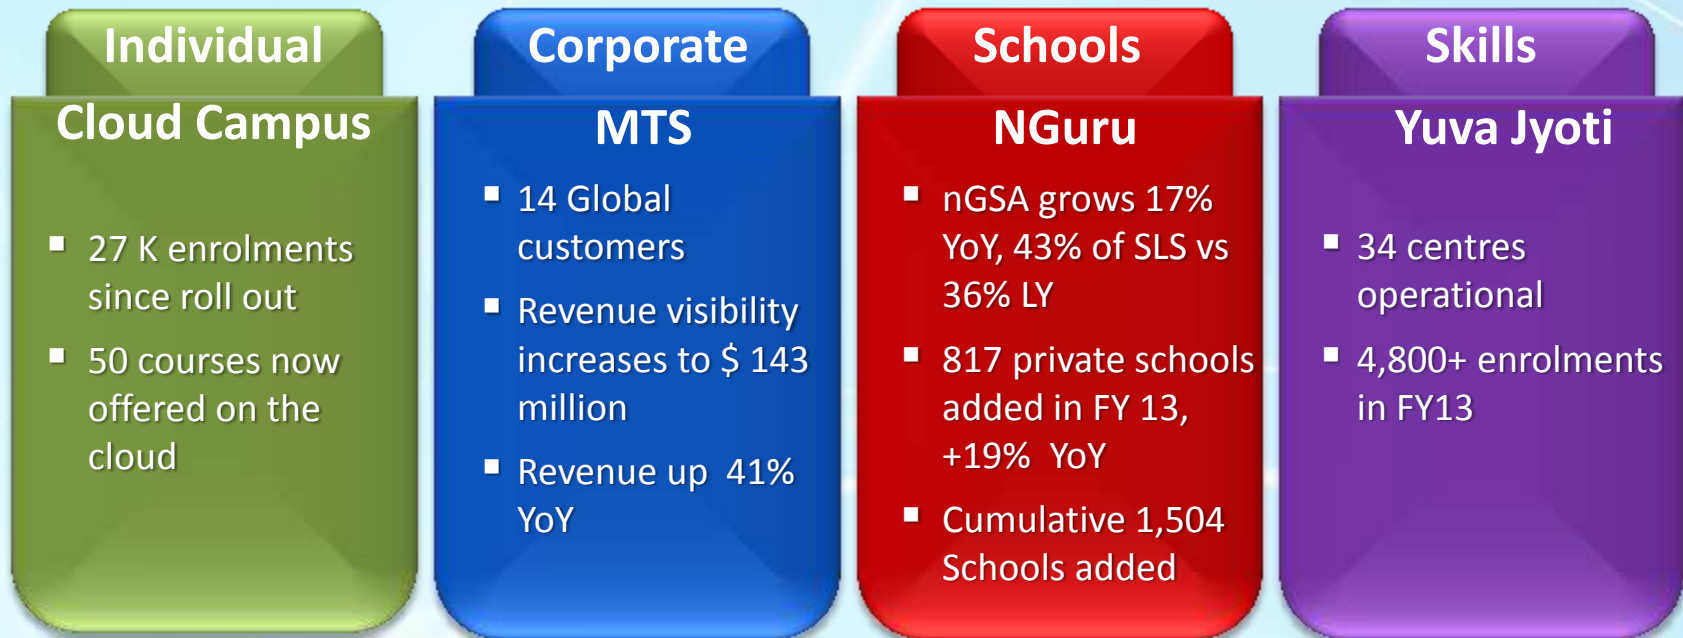 Individual
Cloud Campus
▪ 27 K enrolments
since roll out
▪ 50 courses now
offered on the
cloud
Corporate
MTS
▪ 14 Global
customers
▪ Revenue visibility
increases to $ 143
million
▪ Revenue up 41%
YoY
Schools
NGuru
▪ nGSA grows 17%
YoY, 43% of SLS vs
36% LY
▪ 817 private schools
added in FY 13,
+19% YoY
▪ Cumulative 1,504
Schools added
Skills
Yuva Jyoti
▪ 34 centres
operational
▪ 4,800+ enrolments
in FY13